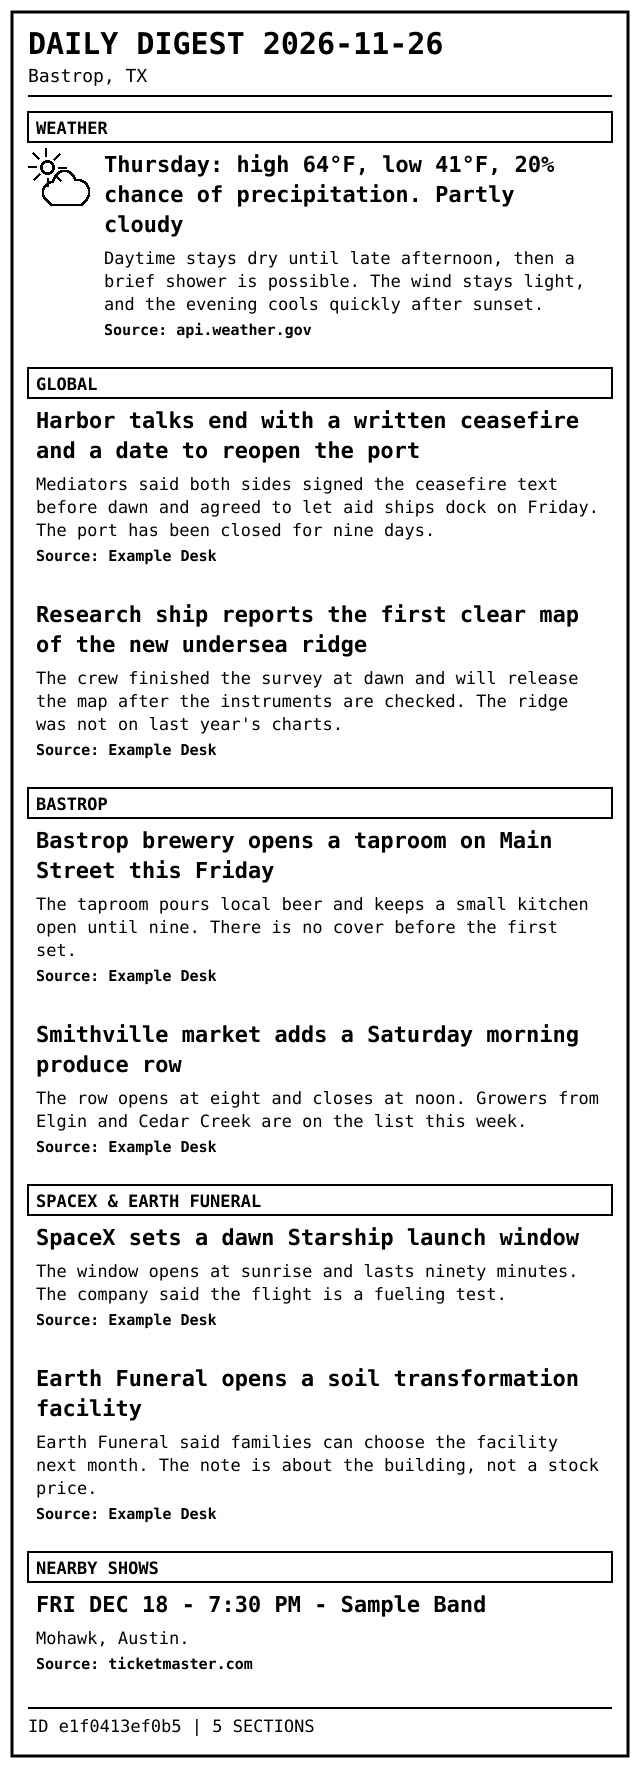 DAILY DIGEST 2026-11-26
Bastrop, TX
WEATHER
Thursday: high 64°F, low 41°F, 20%
chance of precipitation. Partly
cloudy
Daytime stays dry until late afternoon, then a
brief shower is possible. The wind stays light,
and the evening cools quickly after sunset.
Source: api.weather.gov
GLOBAL
Harbor talks end with a written ceasefire
and a date to reopen the port
Mediators said both sides signed the ceasefire text
before dawn and agreed to let aid ships dock on Friday.
The port has been closed for nine days.
Source: Example Desk
Research ship reports the first clear map
of the new undersea ridge
The crew finished the survey at dawn and will release
the map after the instruments are checked. The ridge
was not on last year's charts.
Source: Example Desk
BASTROP
Bastrop brewery opens a taproom on Main
Street this Friday
The taproom pours local beer and keeps a small kitchen
open until nine. There is no cover before the first
set.
Source: Example Desk
Smithville market adds a Saturday morning
produce row
The row opens at eight and closes at noon. Growers from
Elgin and Cedar Creek are on the list this week.
Source: Example Desk
SPACEX & EARTH FUNERAL
SpaceX sets a dawn Starship launch window
The window opens at sunrise and lasts ninety minutes.
The company said the flight is a fueling test.
Source: Example Desk
Earth Funeral opens a soil transformation
facility
Earth Funeral said families can choose the facility
next month. The note is about the building, not a stock
price.
Source: Example Desk
NEARBY SHOWS
FRI DEC 18 - 7:30 PM - Sample Band
Mohawk, Austin.
Source: ticketmaster.com
ID e1f0413ef0b5 | 5 SECTIONS